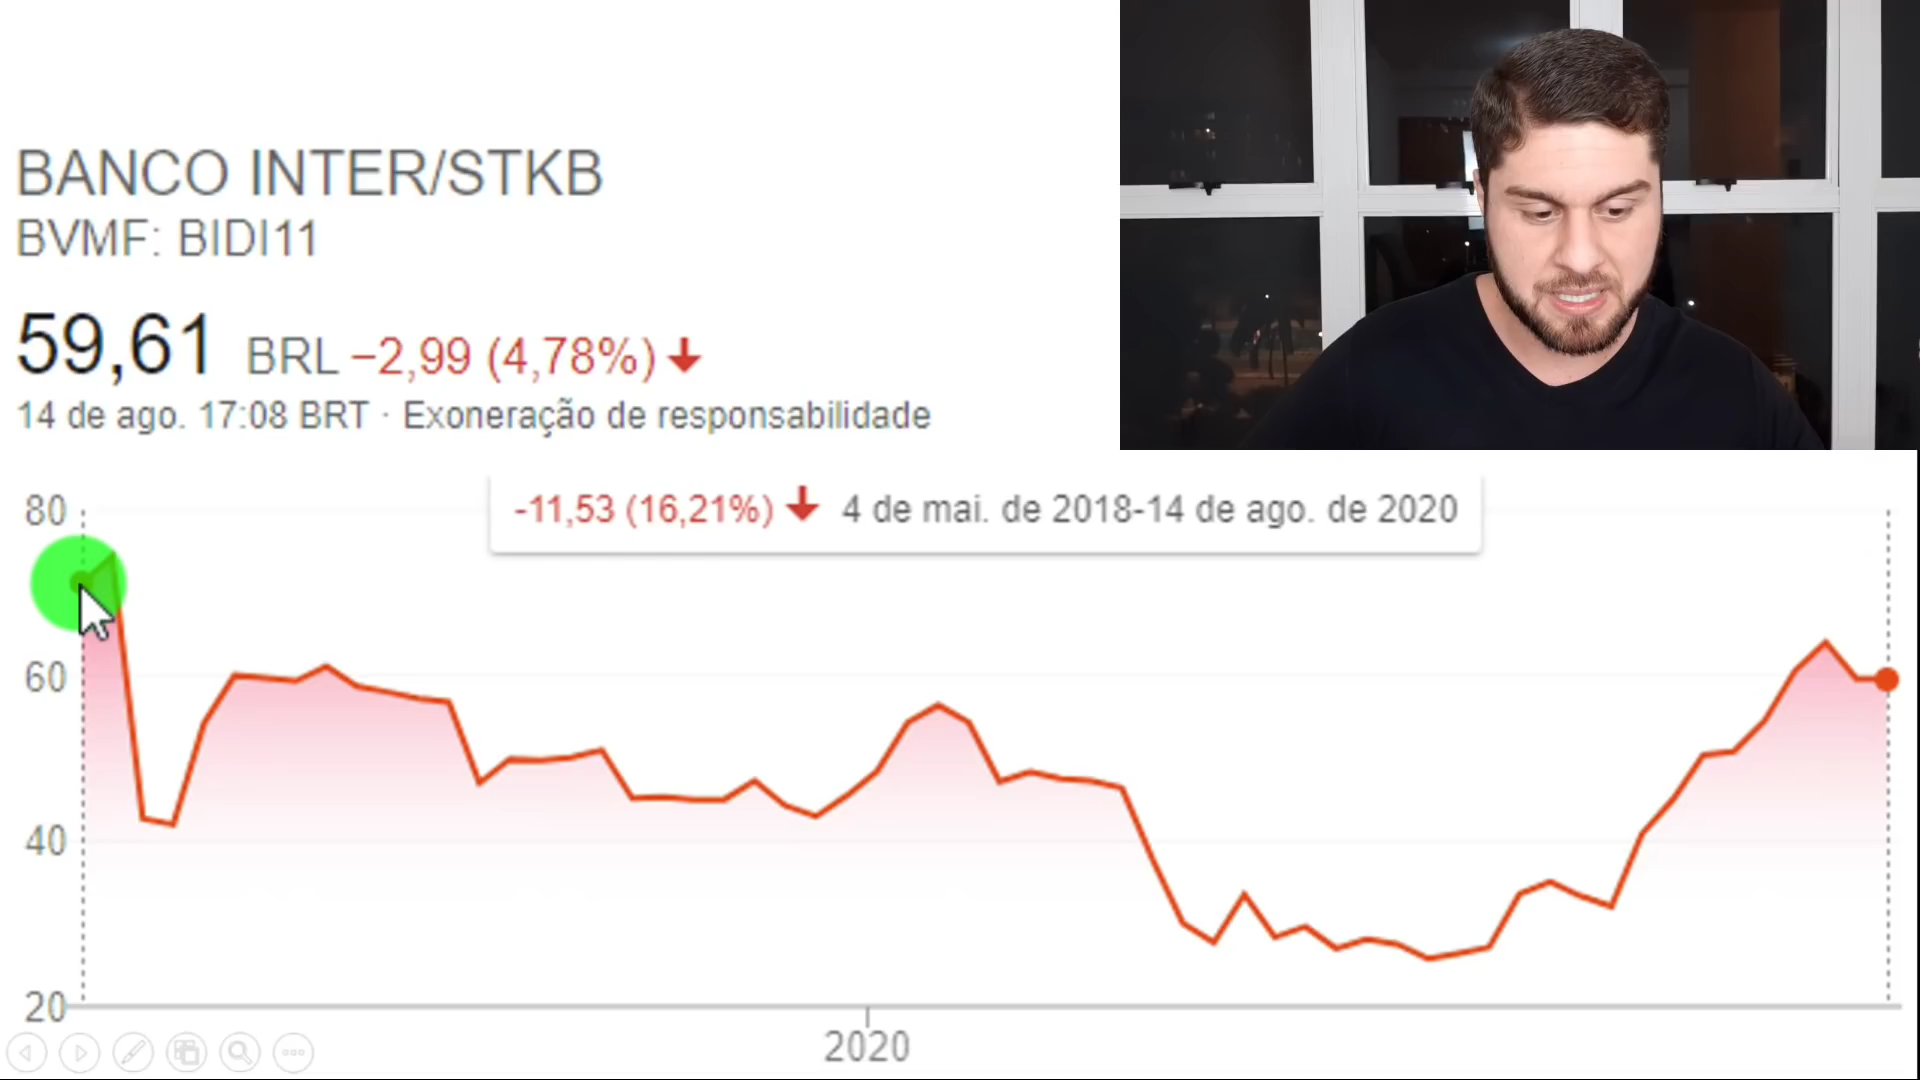 BANCO INTER/STKB
BVMF: BIDI11
59,61 BRL −2,99 (4,78%)
14 de ago. 17:08 BRT · Exoneração de responsabilidade
-11,53 (16,21%) 4 de mai. de 2018-14 de ago. de 2020
80
60
40
20
2020